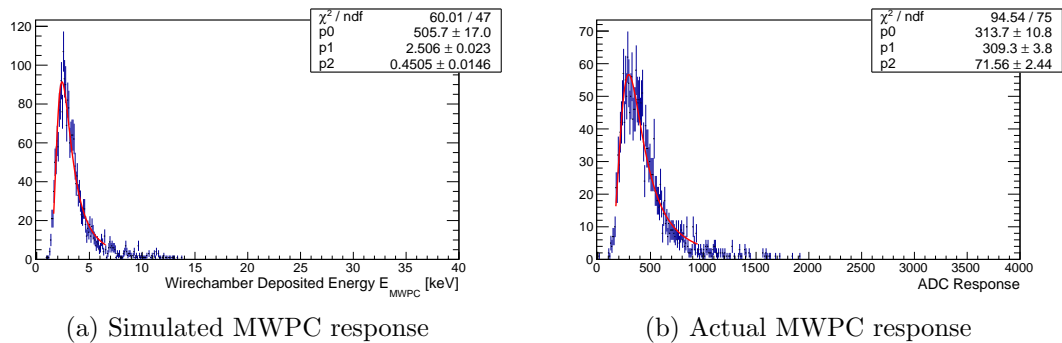 χ² / ndf 60.01 / 47
p0 505.7 ± 17.0
p1 2.506 ± 0.023
p2 0.4505 ± 0.0146
120
100
80
60
40
20
0
0 5 10 15 20 25 30 35 40
Wirechamber Deposited Energy E_MWPC [keV]
(a) Simulated MWPC response
χ² / ndf 94.54 / 75
p0 313.7 ± 10.8
p1 309.3 ± 3.8
p2 71.56 ± 2.44
70
60
50
40
30
20
10
0
0 500 1000 1500 2000 2500 3000 3500 4000
ADC Response
(b) Actual MWPC response